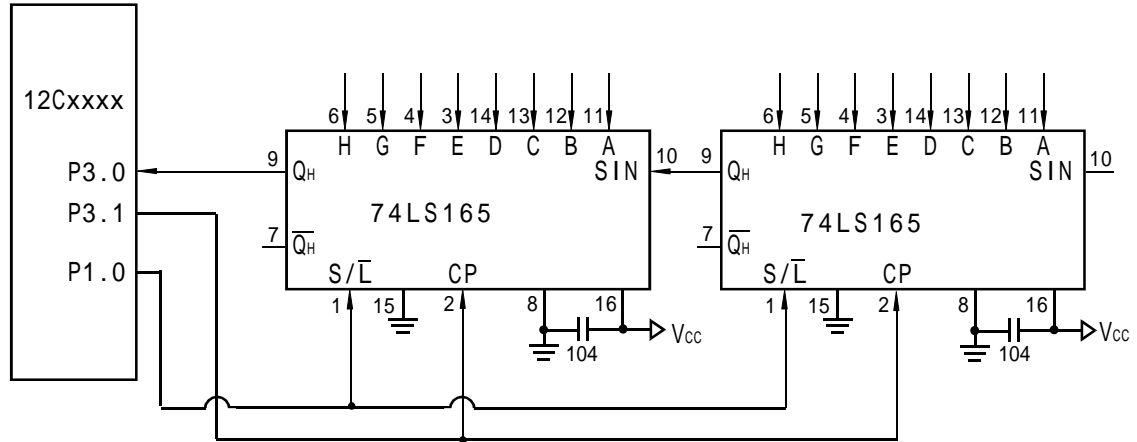 12Cxxxx
P3.0
P3.1
P1.0
6 5 4 3 14 13 12 11
H G F E D C B A
9 QH SIN 10
74LS165
7 Q̅H
S/L̅ CP
1 15 2 8 16
104 VCC
6 5 4 3 14 13 12 11
H G F E D C B A
9 QH SIN 10
74LS165
7 Q̅H
S/L̅ CP
1 15 2 8 16
104 VCC